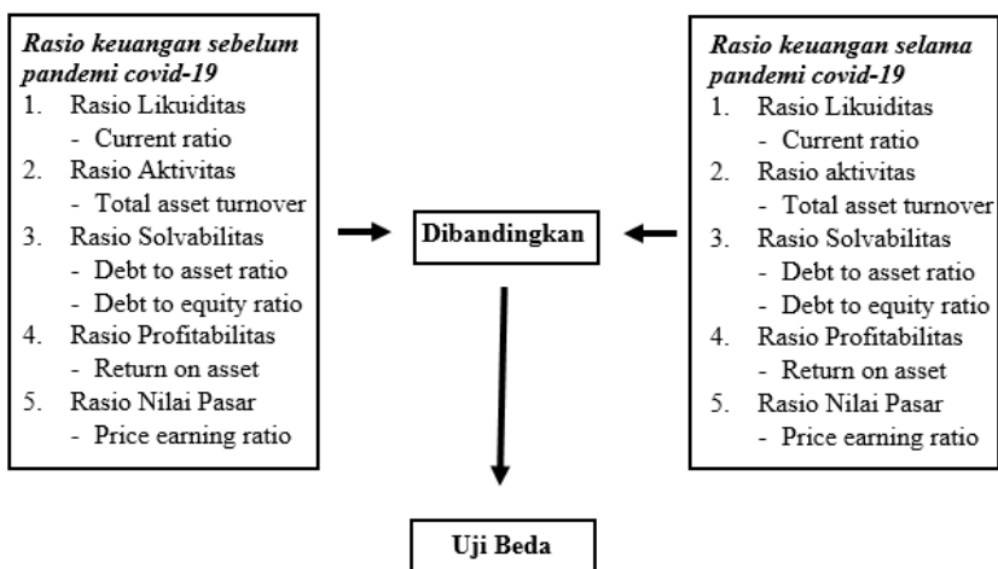 Rasio keuangan sebelum
pandemi covid-19
1. Rasio Likuiditas
- Current ratio
2. Rasio Aktivitas
- Total asset turnover
3. Rasio Solvabilitas
- Debt to asset ratio
- Debt to equity ratio
4. Rasio Profitabilitas
- Return on asset
5. Rasio Nilai Pasar
- Price earning ratio
Dibandingkan
Rasio keuangan selama
pandemi covid-19
1. Rasio Likuiditas
- Current ratio
2. Rasio aktivitas
- Total asset turnover
3. Rasio Solvabilitas
- Debt to asset ratio
- Debt to equity ratio
4. Rasio Profitabilitas
- Return on asset
5. Rasio Nilai Pasar
- Price earning ratio
Uji Beda